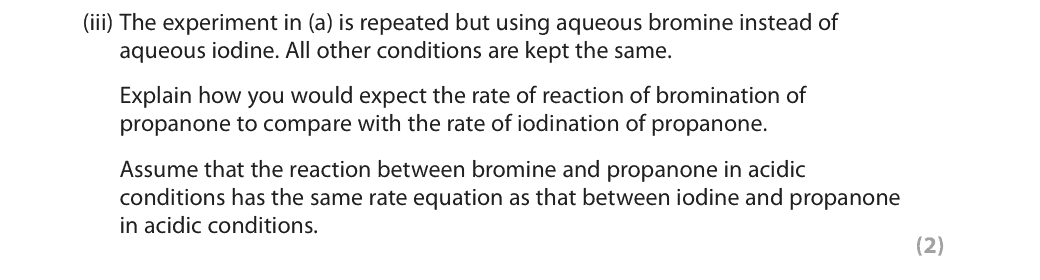 (iii) The experiment in (a) is repeated but using aqueous bromine instead of
aqueous iodine. All other conditions are kept the same.
Explain how you would expect the rate of reaction of bromination of
propanone to compare with the rate of iodination of propanone.
Assume that the reaction between bromine and propanone in acidic
conditions has the same rate equation as that between iodine and propanone
in acidic conditions.
(2)